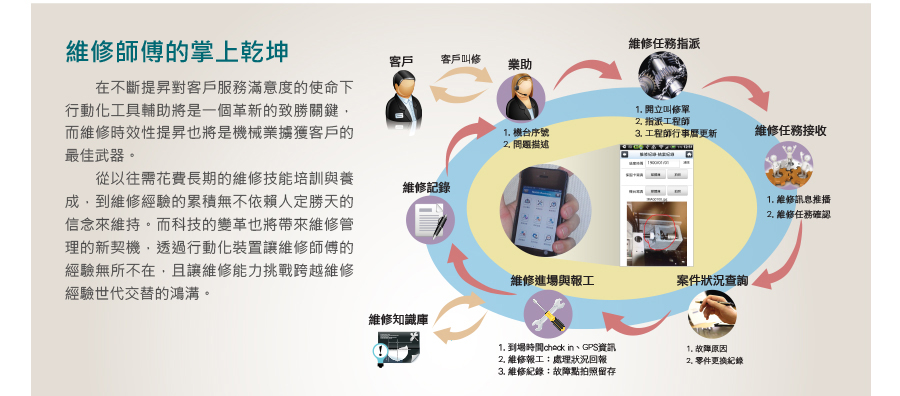 維修師傅的掌上乾坤
在不斷提昇對客戶服務滿意度的使命下
行動化工具輔助將是一個革新的致勝關鍵，
而維修時效性提昇也將是機械業擄獲客戶的
最佳武器。
從以往需花費長期的維修技能培訓與養
成，到維修經驗的累積無不依賴人定勝天的
信念來維持。而科技的變革也將帶來維修管
理的新契機，透過行動化裝置讓維修師傅的
經驗無所不在，且讓維修能力挑戰跨越維修
經驗世代交替的鴻溝。
客戶
客戶叫修
業助
1. 機台序號
2. 問題描述
維修任務指派
1. 開立叫修單
2. 指派工程師
3. 工程師行事曆更新
維修任務接收
1. 維修訊息推播
2. 維修任務確認
案件狀況查詢
1. 故障原因
2. 零件更換紀錄
維修進場與報工
1. 到場時間check in、GPS資訊
2. 維修報工：處理狀況回報
3. 維修紀錄：故障點拍照留存
維修記錄
維修知識庫